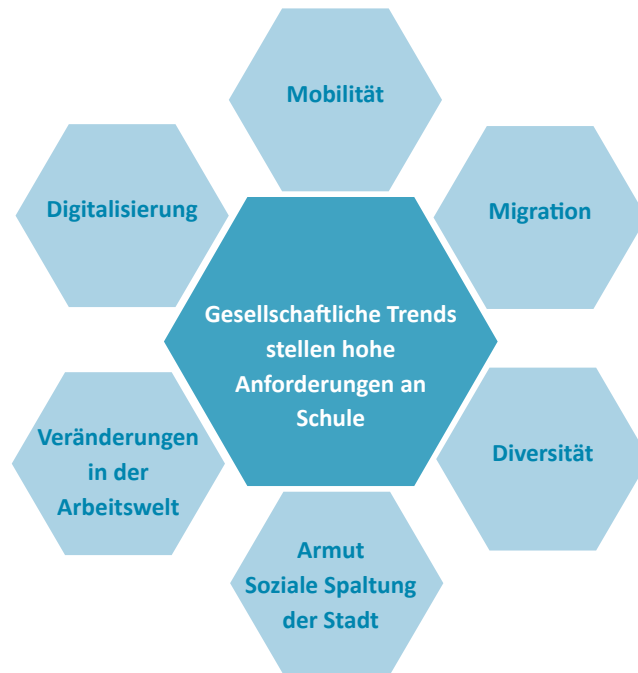 Mobilität
Digitalisierung
Migration
Gesellschaftliche Trends
stellen hohe
Anforderungen an
Schule
Veränderungen
in der
Arbeitswelt
Diversität
Armut
Soziale Spaltung
der Stadt